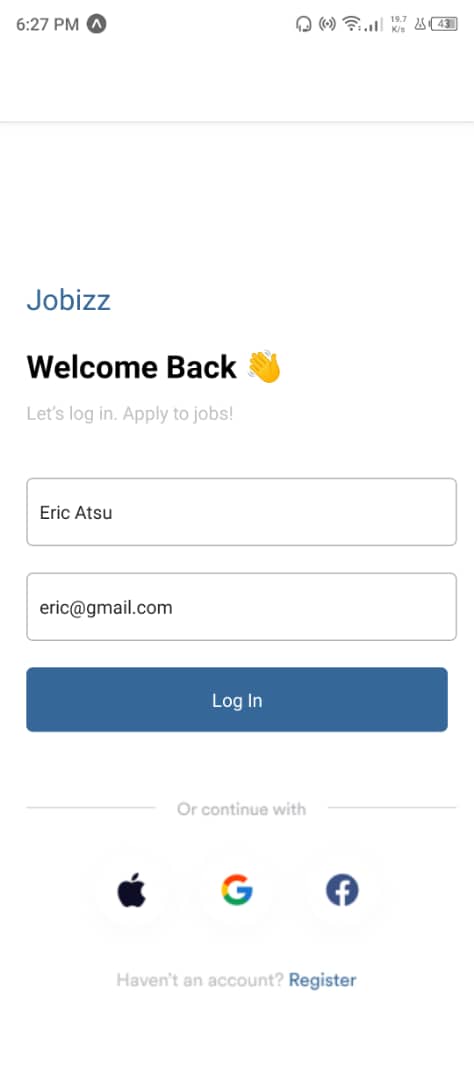 6:27 PM
19.7
K/s
43
Jobizz
Welcome Back 👋
Let's log in. Apply to jobs!
Eric Atsu
eric@gmail.com
Log In
Or continue with
Haven't an account? Register